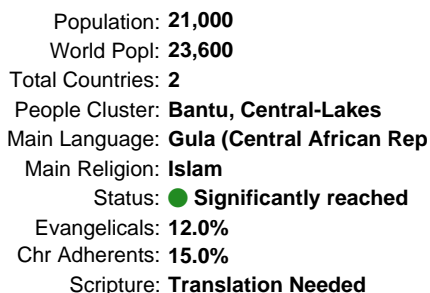 Population: 21,000
World Popl: 23,600
Total Countries: 2
People Cluster: Bantu, Central-Lakes
Main Language: Gula (Central African Rep
Main Religion: Islam
Status: Significantly reached
Evangelicals: 12.0%
Chr Adherents: 15.0%
Scripture: Translation Needed